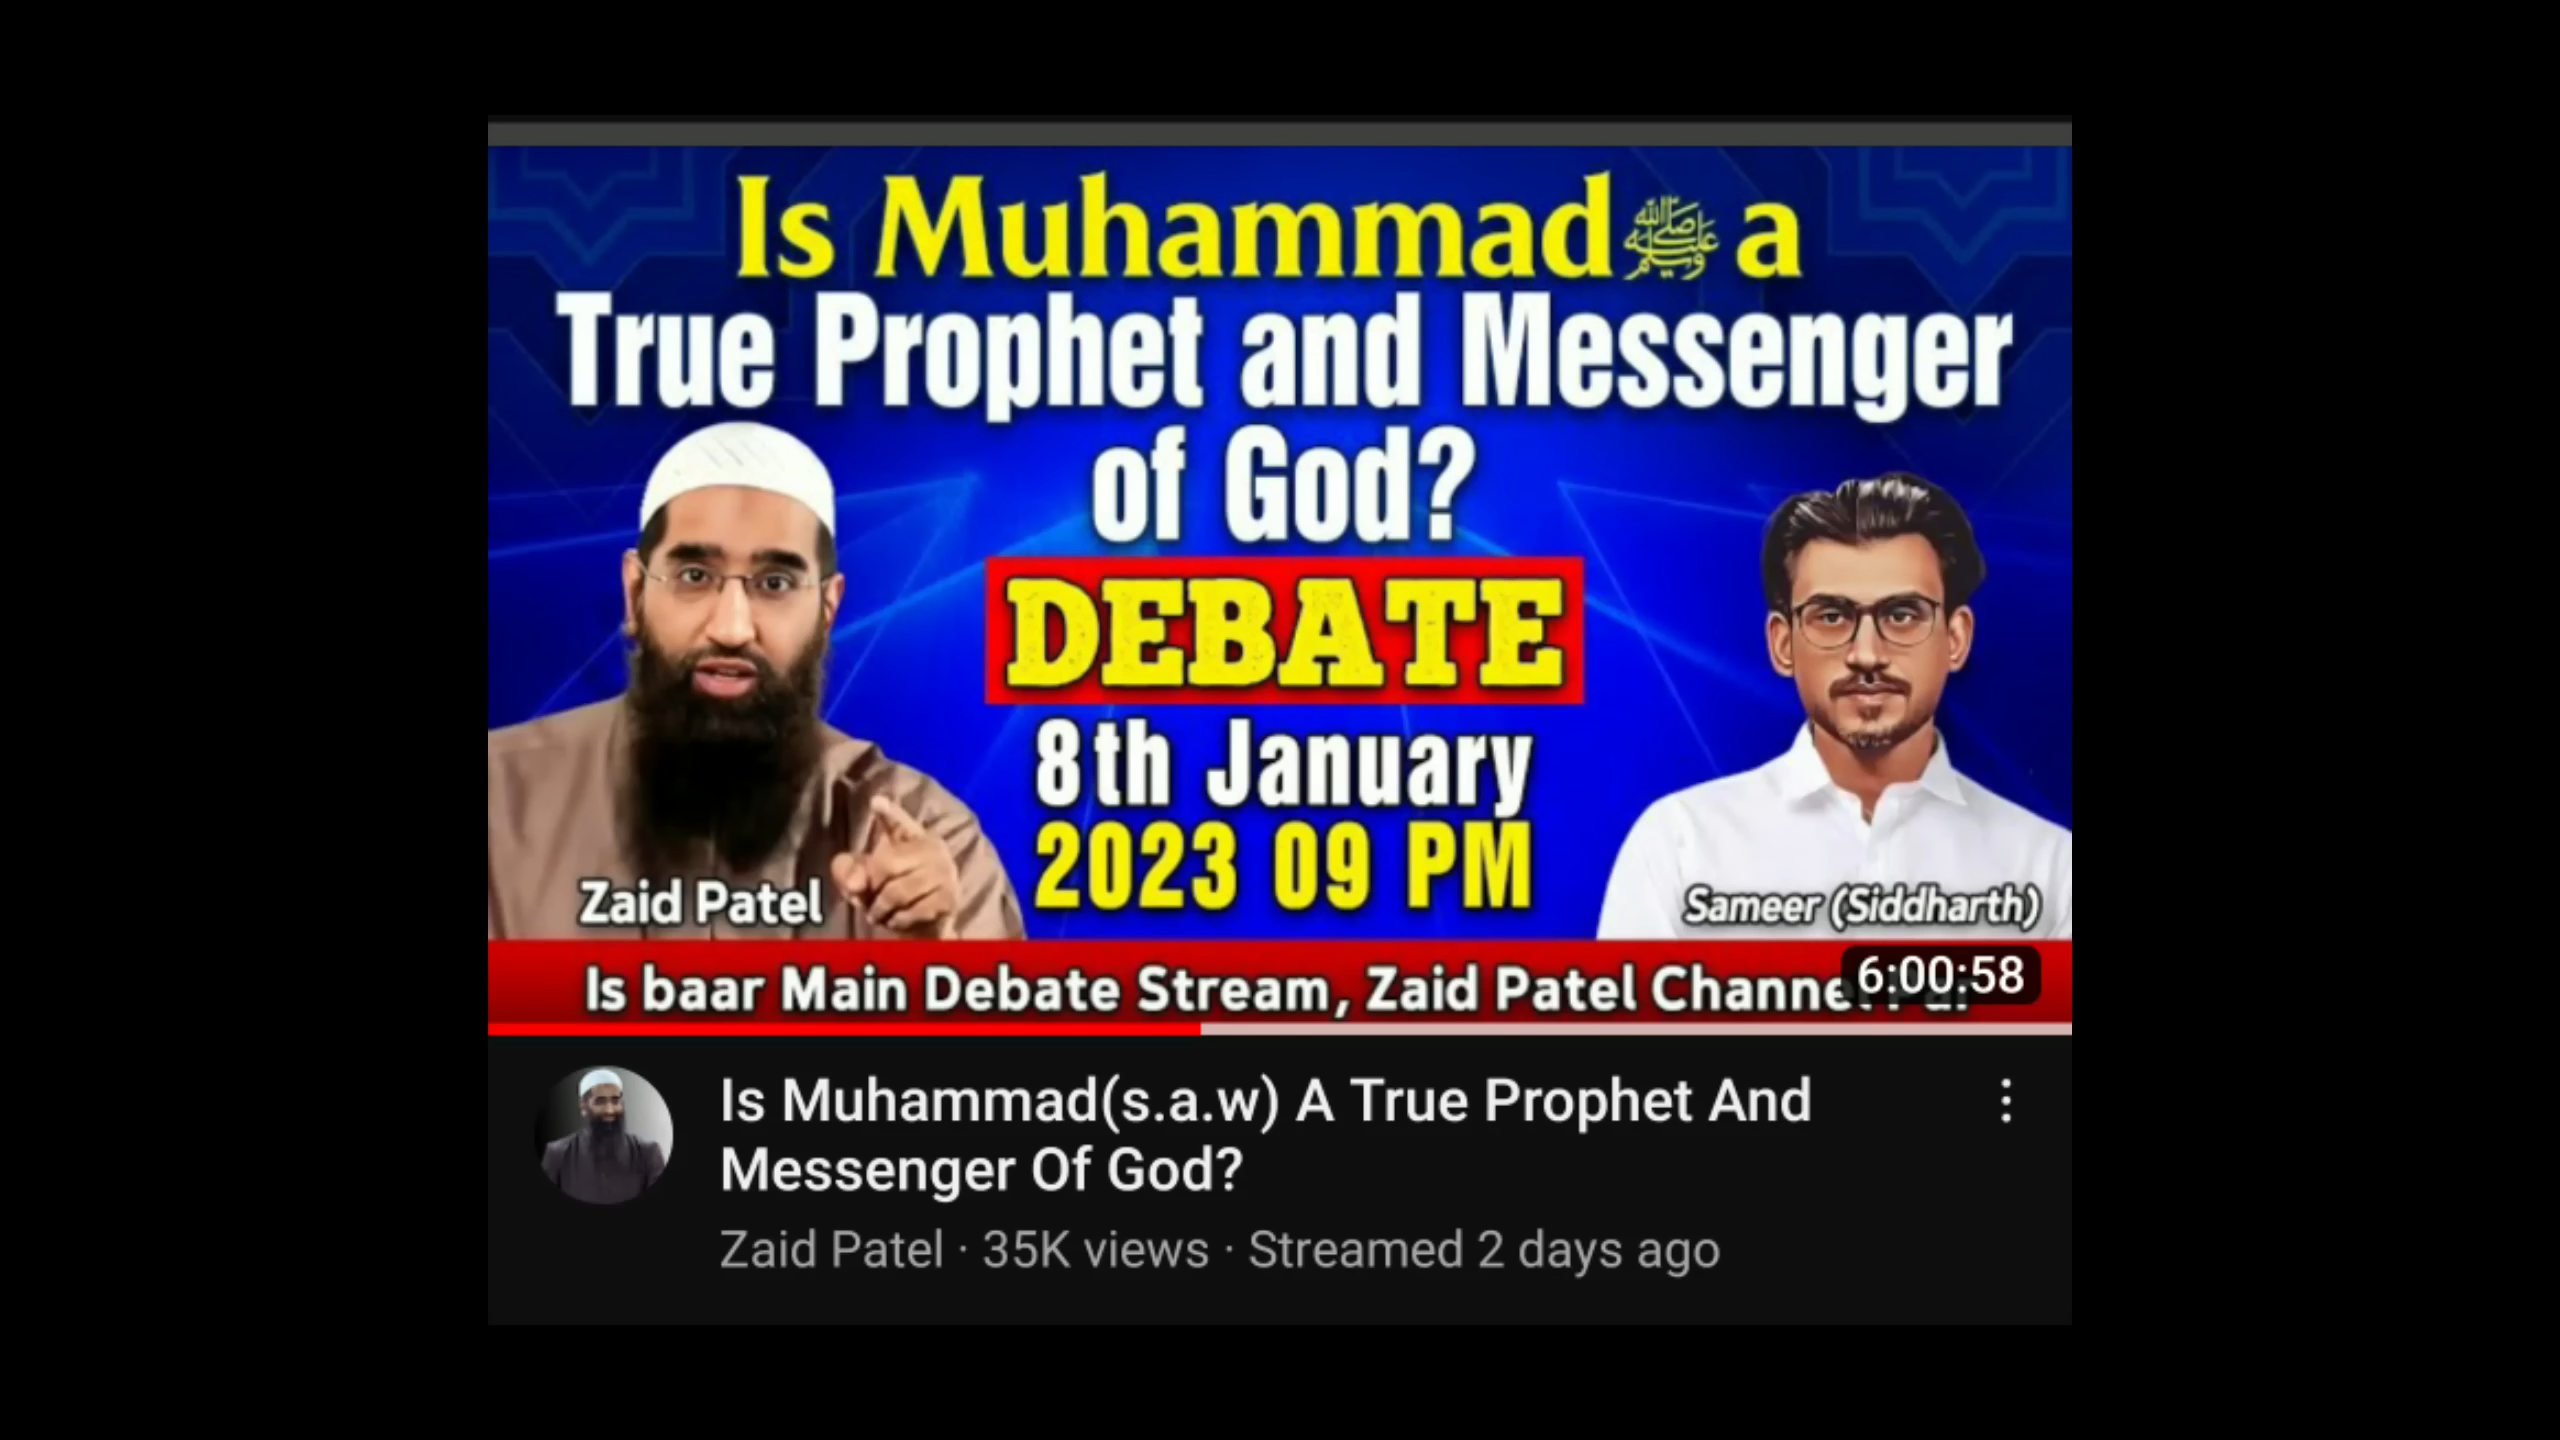 Is Muhammadﷺ a
True Prophet and Messenger
of God?
DEBATE
8th January
2023 09 PM
Zaid Patel
Sameer (Siddharth)
Is baar Main Debate Stream, Zaid Patel Channel Par
6:00:58
Is Muhammad(s.a.w) A True Prophet And
Messenger Of God?
Zaid Patel · 35K views · Streamed 2 days ago